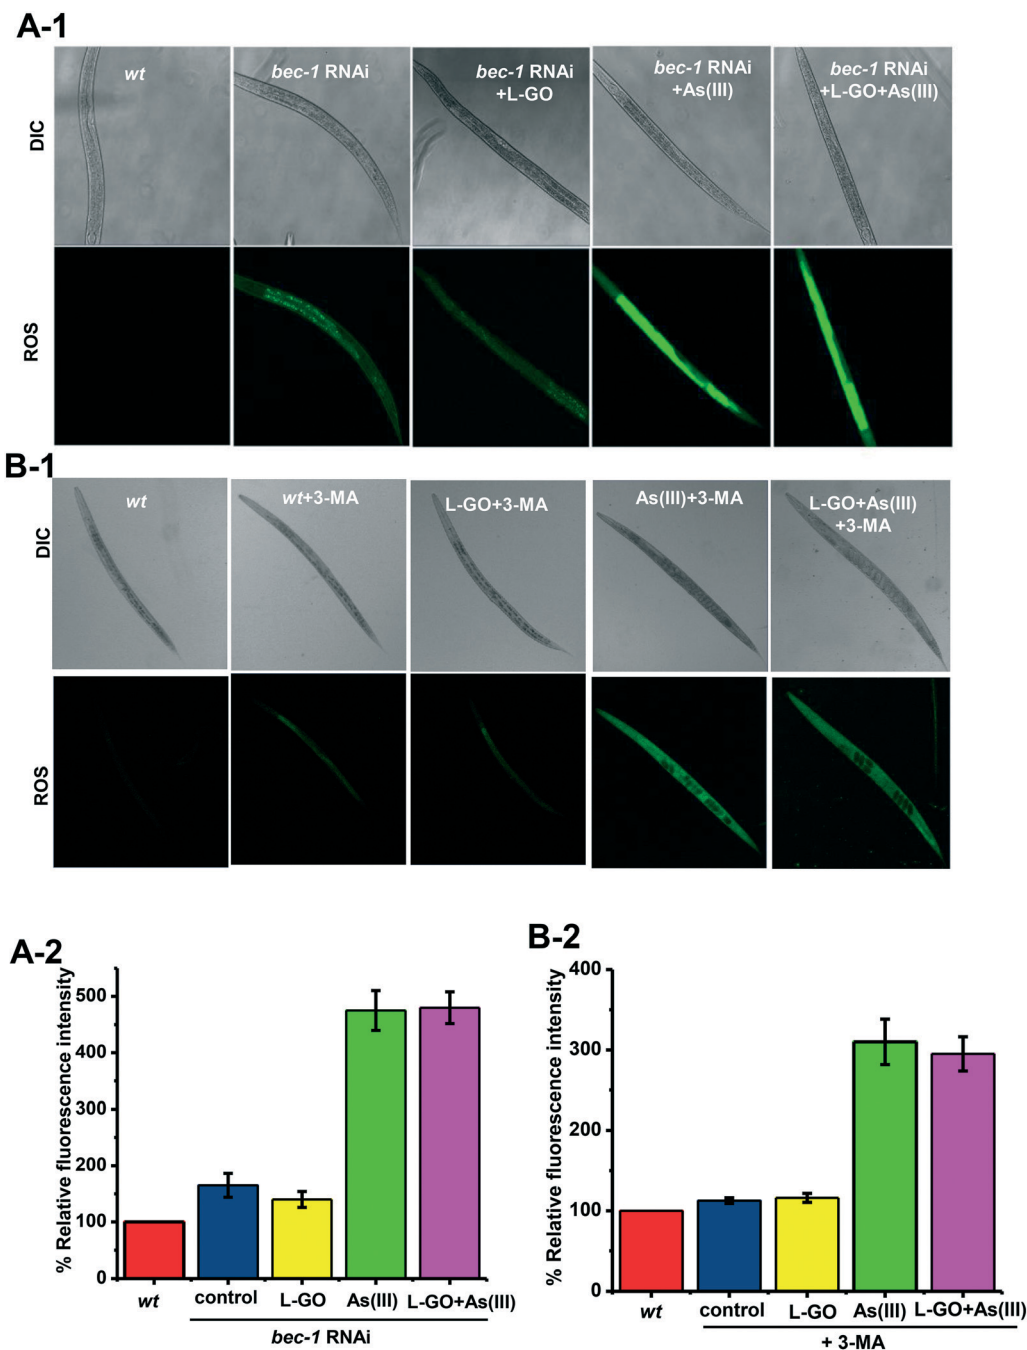 A-1
DIC
wt
bec-1 RNAi
bec-1 RNAi
+L-GO
bec-1 RNAi
+As(III)
bec-1 RNAi
+L-GO+As(III)
ROS
B-1
DIC
wt
wt+3-MA
L-GO+3-MA
As(III)+3-MA
L-GO+As(III)
+3-MA
ROS
A-2
% Relative fluorescence intensity
500
400
300
200
100
0
wt
control
L-GO
As(III)
L-GO+As(III)
bec-1 RNAi
B-2
% Relative fluorescence intensity
400
300
200
100
0
wt
control
L-GO
As(III)
L-GO+As(III)
+ 3-MA